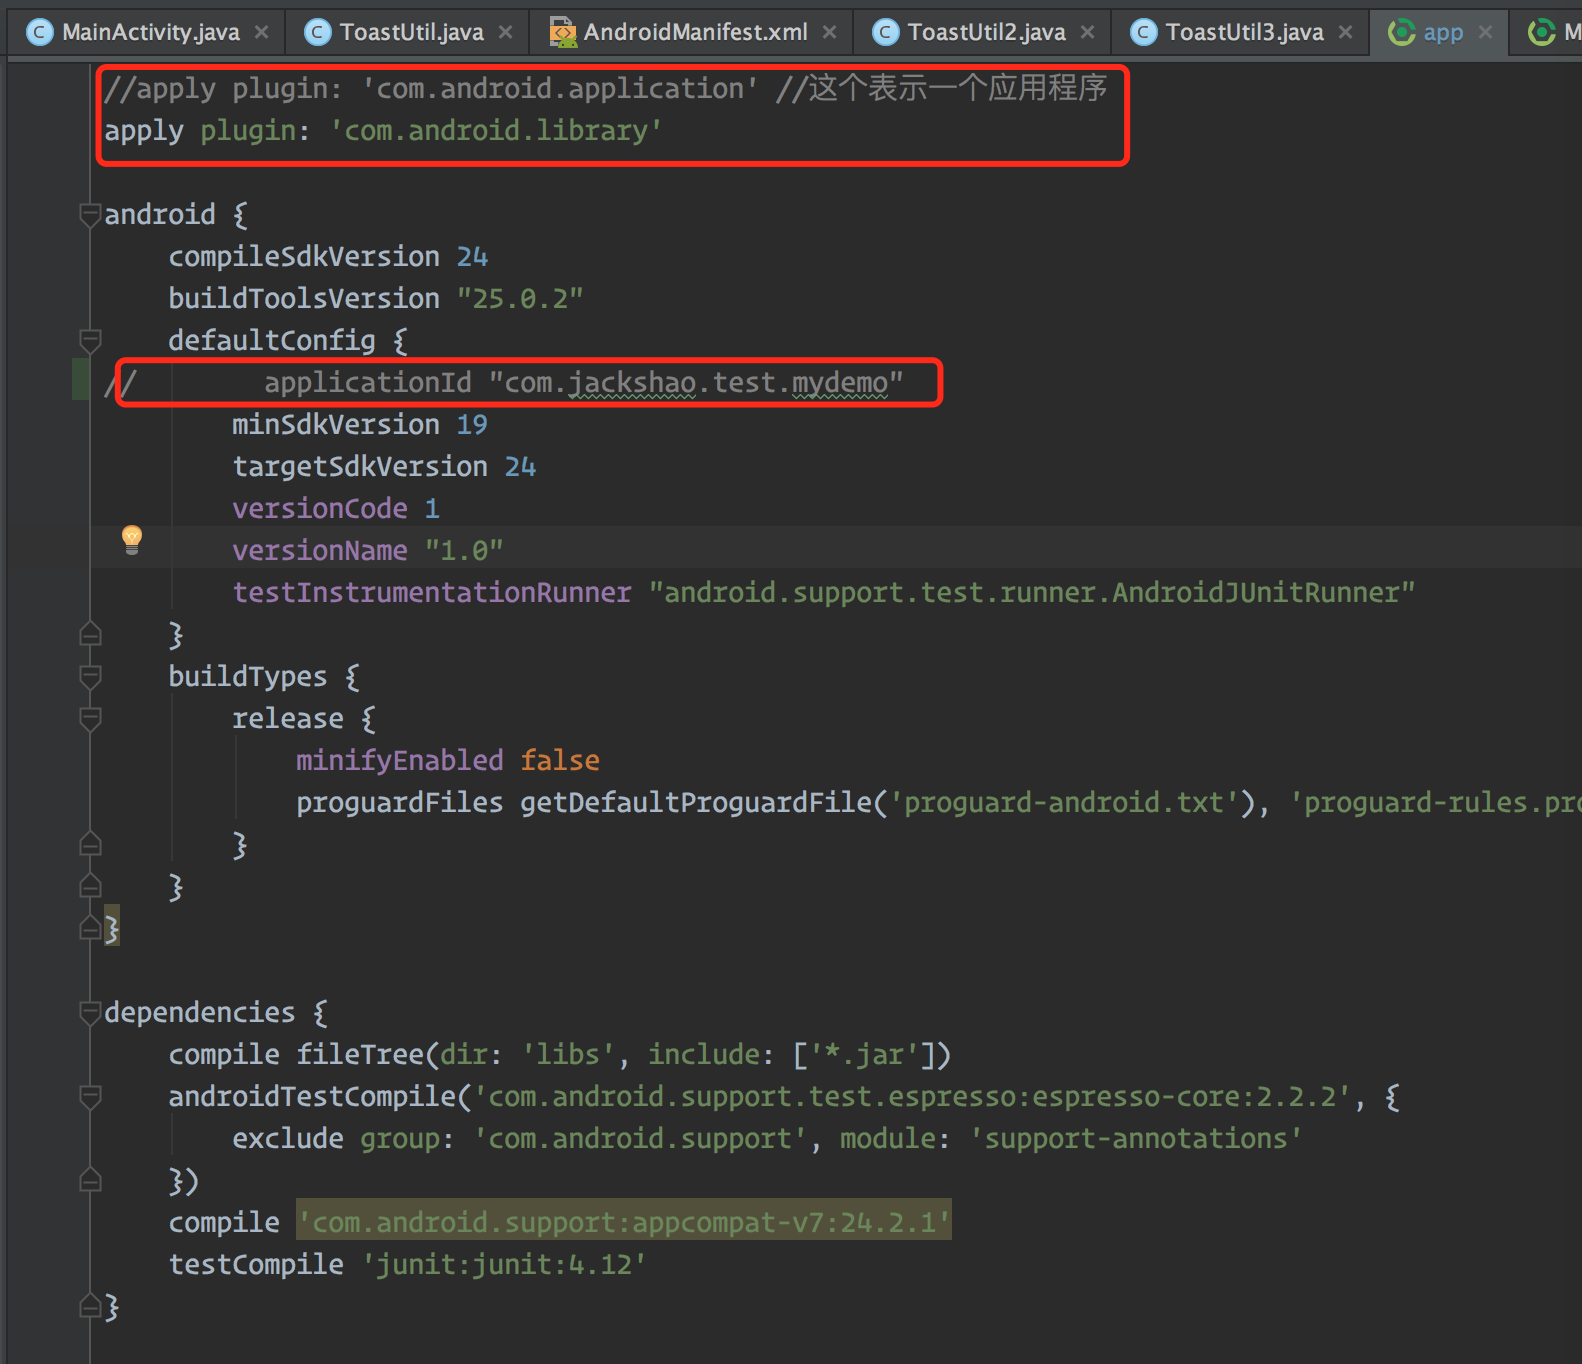 MainActivity.java ToastUtil.java AndroidManifest.xml ToastUtil2.java ToastUtil3.java app M
//apply plugin: 'com.android.application' //这个表示一个应用程序
apply plugin: 'com.android.library'
android {
compileSdkVersion 24
buildToolsVersion "25.0.2"
defaultConfig {
// applicationId "com.jackshao.test.mydemo"
minSdkVersion 19
targetSdkVersion 24
versionCode 1
versionName "1.0"
testInstrumentationRunner "android.support.test.runner.AndroidJUnitRunner"
}
buildTypes {
release {
minifyEnabled false
proguardFiles getDefaultProguardFile('proguard-android.txt'), 'proguard-rules.pro
}
}
}
dependencies {
compile fileTree(dir: 'libs', include: ['*.jar'])
androidTestCompile('com.android.support.test.espresso:espresso-core:2.2.2', {
exclude group: 'com.android.support', module: 'support-annotations'
})
compile 'com.android.support:appcompat-v7:24.2.1'
testCompile 'junit:junit:4.12'
}